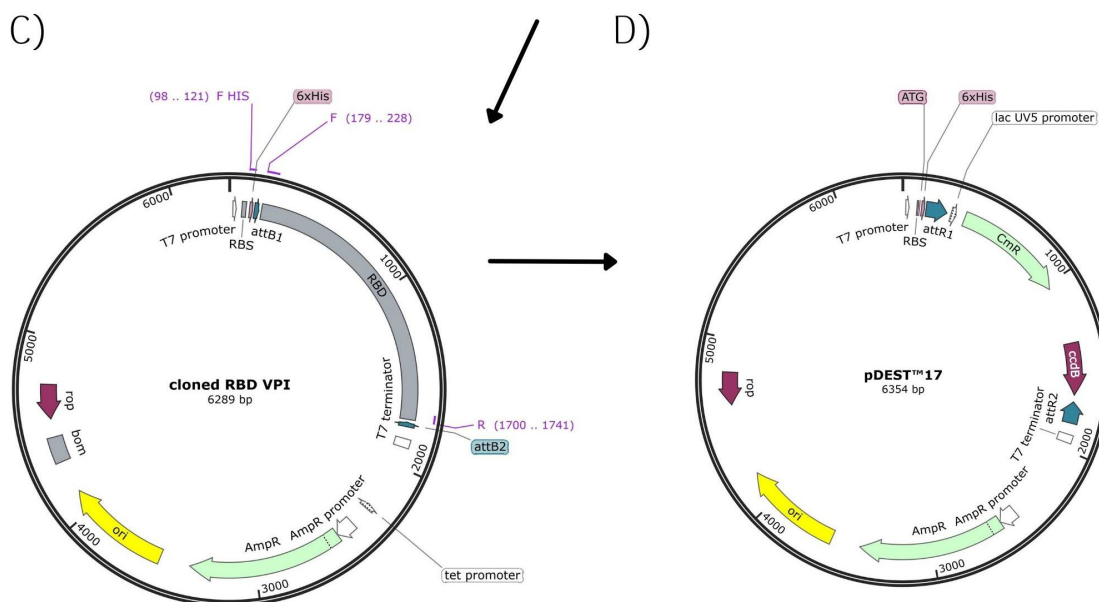 C)
D)
(98 .. 121) F HIS
6xHis
F (179 .. 228)
6000
T7 promoter
RBS
attB1
RBD
1000
5000
rop
bom
cloned RBD VPI
6289 bp
T7 terminator
R (1700 .. 1741)
attB2
2000
4000
ori
AmpR
AmpR promoter
3000
tet promoter
ATG
6xHis
lac UV5 promoter
6000
T7 promoter
RBS
attR1
CmR
1000
5000
rop
pDEST™17
6354 bp
ccdB
T7 terminator
attR2
2000
4000
ori
AmpR
AmpR promoter
3000